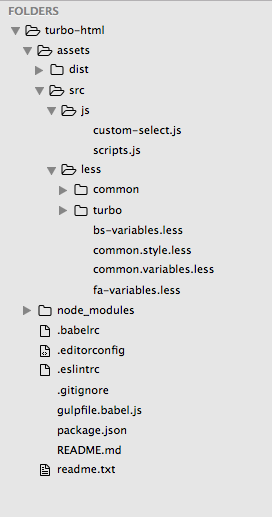 FOLDERS
turbo-html
assets
dist
src
js
custom-select.js
scripts.js
less
common
turbo
bs-variables.less
common.style.less
common.variables.less
fa-variables.less
node_modules
.babelrc
.editorconfig
.eslintrc
.gitignore
gulpfile.babel.js
package.json
README.md
readme.txt